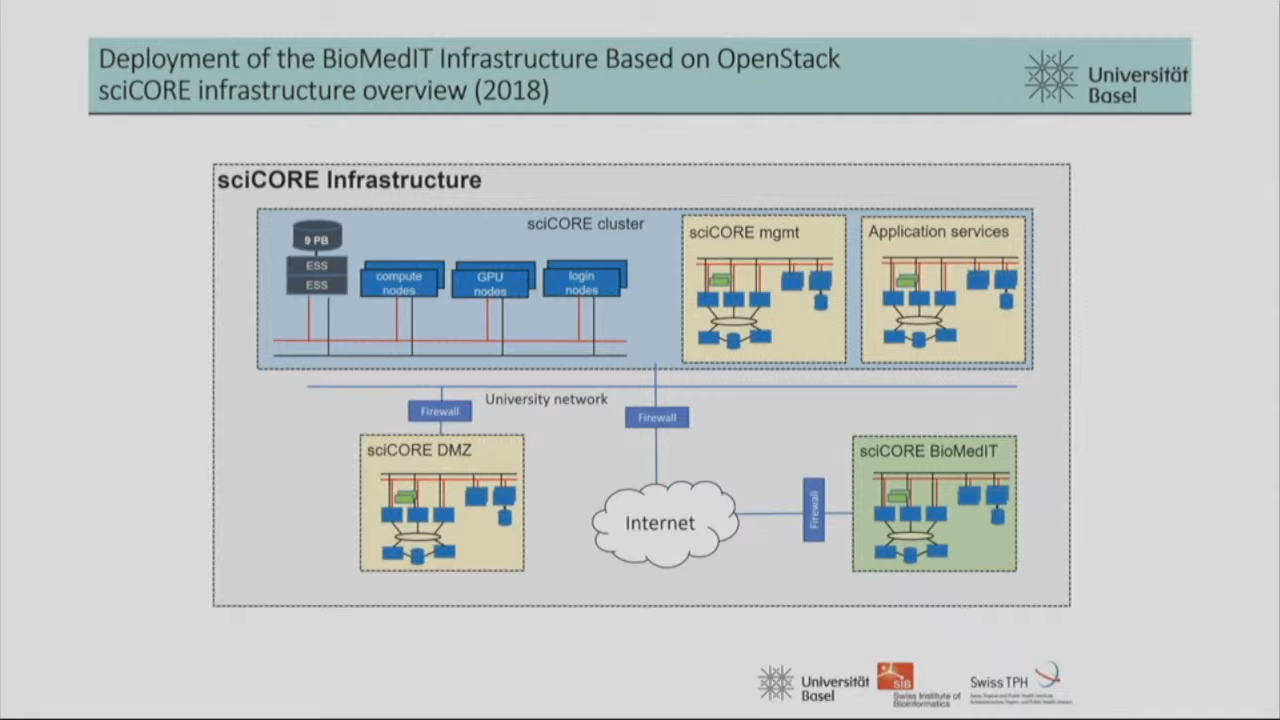 Deployment of the BioMedIT Infrastructure Based on OpenStack
sciCORE infrastructure overview (2018)
Universität
Basel
sciCORE Infrastructure
sciCORE cluster
9 PB
ESS
ESS
compute
nodes
GPU
nodes
login
nodes
sciCORE mgmt
Application services
University network
Firewall
Firewall
sciCORE DMZ
Internet
Firewall
sciCORE BioMedIT
Universität
Basel
SIB
Swiss Institute of
Bioinformatics
Swiss TPH